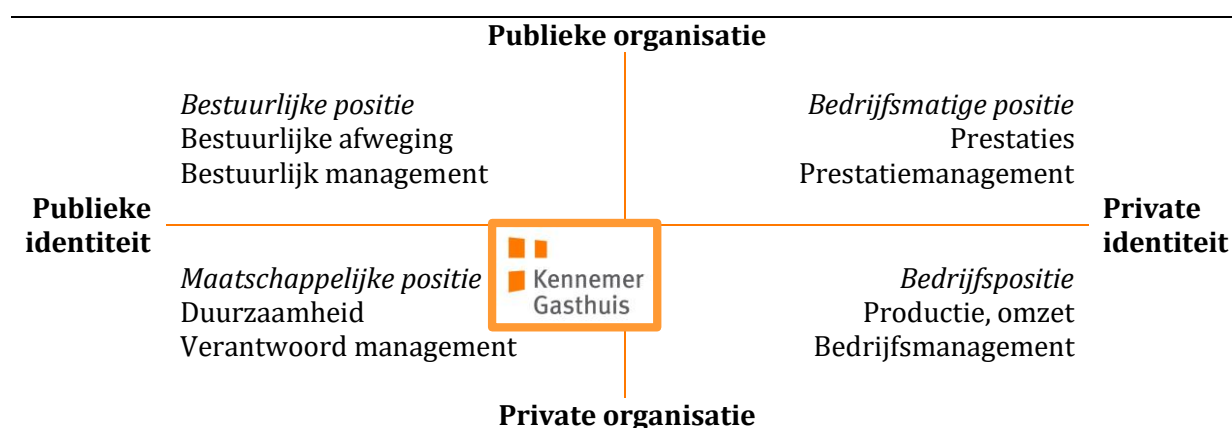 Publieke organisatie
Bestuurlijke positie
Bestuurlijke afweging
Bestuurlijk management
Bedrijfsmatige positie
Prestaties
Prestatiemanagement
Publieke
identiteit
Private
identiteit
Maatschappelijke positie
Duurzaamheid
Verantwoord management
Kennemer
Gasthuis
Bedrijfspositie
Productie, omzet
Bedrijfsmanagement
Private organisatie